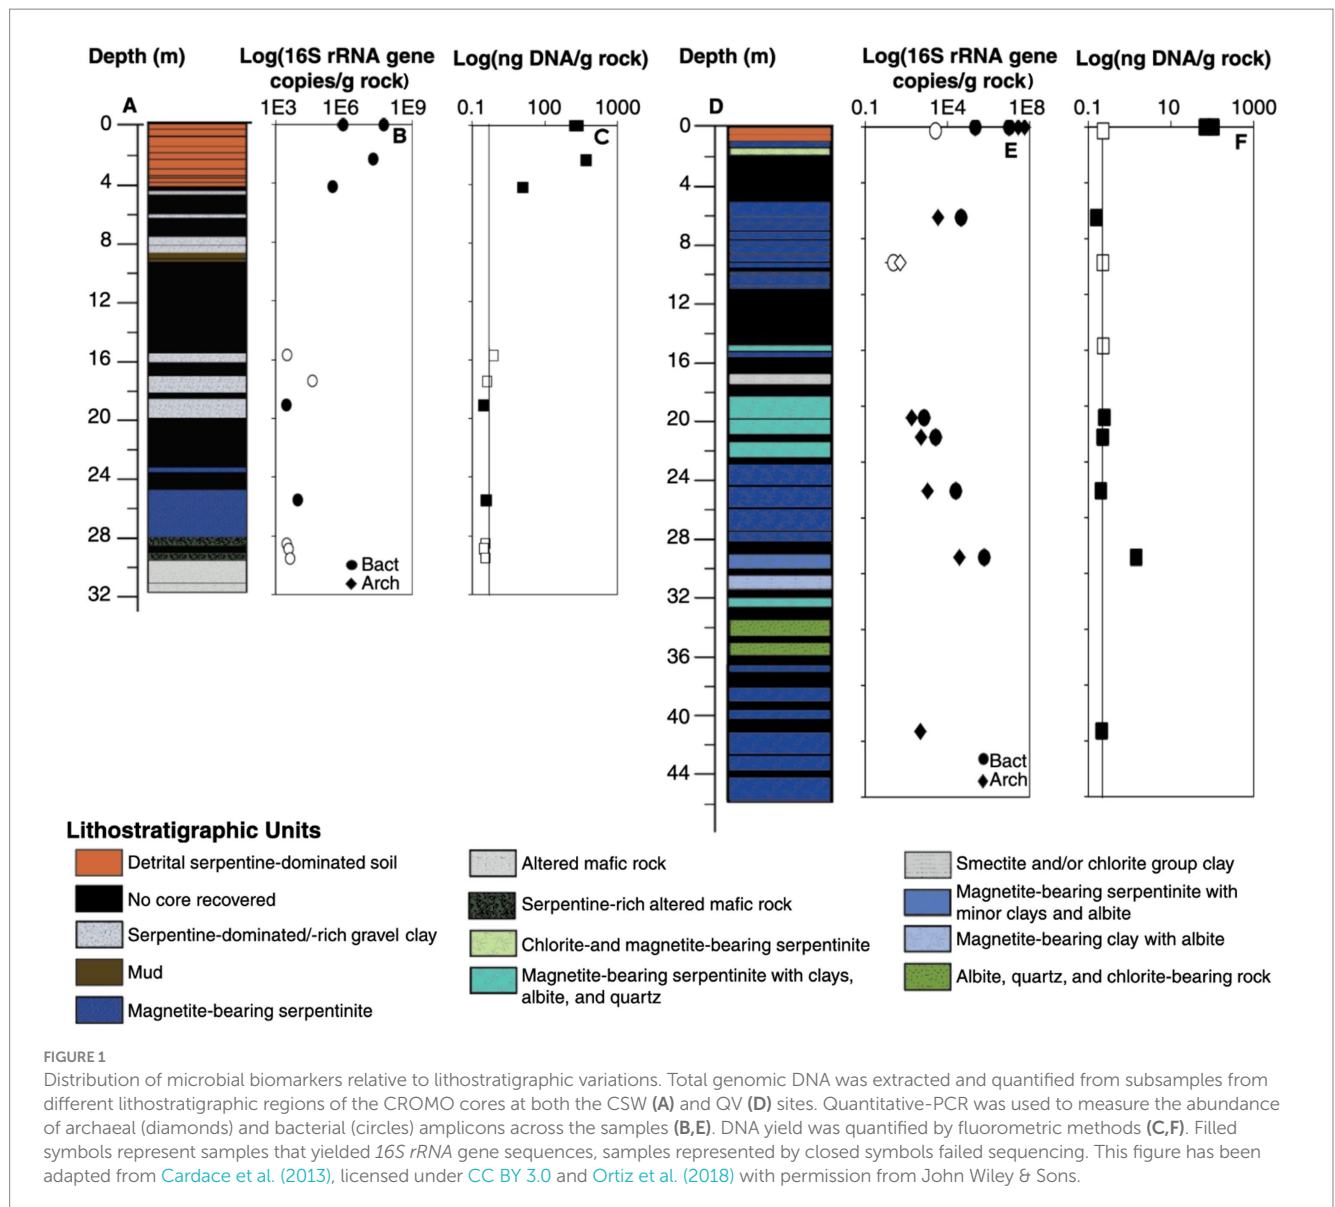 Depth (m)
Log(16S rRNA gene
copies/g rock)
Log(ng DNA/g rock)
A
1E3 1E6 1E9
0.1 100 1000
B
C
0
4
8
12
16
20
24
28
32
Bact
Arch
Depth (m)
Log(16S rRNA gene
copies/g rock)
Log(ng DNA/g rock)
D
0.1 1E4 1E8
0.1 10 1000
E
F
0
4
8
12
16
20
24
28
32
36
40
44
Bact
Arch
Lithostratigraphic Units
Detrital serpentine-dominated soil
No core recovered
Serpentine-dominated/-rich gravel clay
Mud
Magnetite-bearing serpentinite
Altered mafic rock
Serpentine-rich altered mafic rock
Chlorite-and magnetite-bearing serpentinite
Magnetite-bearing serpentinite with clays,
albite, and quartz
Smectite and/or chlorite group clay
Magnetite-bearing serpentinite with
minor clays and albite
Magnetite-bearing clay with albite
Albite, quartz, and chlorite-bearing rock
FIGURE 1
Distribution of microbial biomarkers relative to lithostratigraphic variations. Total genomic DNA was extracted and quantified from subsamples from
different lithostratigraphic regions of the CROMO cores at both the CSW (A) and QV (D) sites. Quantitative-PCR was used to measure the abundance
of archaeal (diamonds) and bacterial (circles) amplicons across the samples (B,E). DNA yield was quantified by fluorometric methods (C,F). Filled
symbols represent samples that yielded 16S rRNA gene sequences, samples represented by closed symbols failed sequencing. This figure has been
adapted from Cardace et al. (2013), licensed under CC BY 3.0 and Ortiz et al. (2018) with permission from John Wiley & Sons.